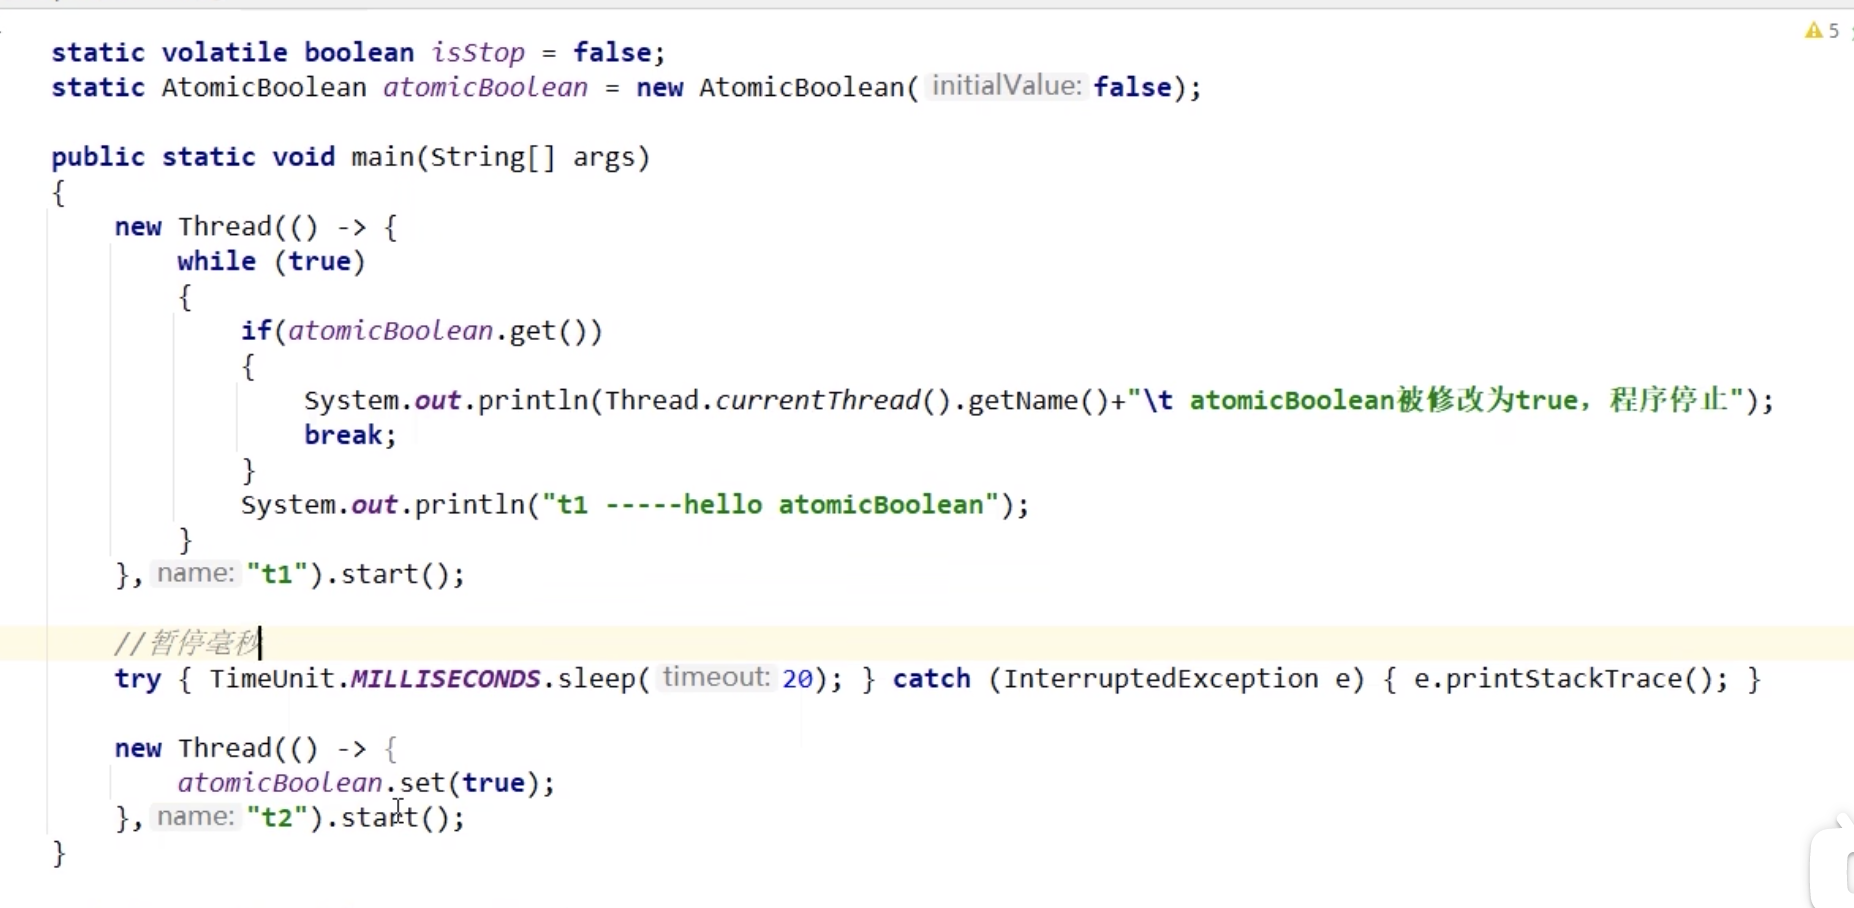 5
static volatile boolean isStop = false;
static AtomicBoolean atomicBoolean = new AtomicBoolean( initialValue: false);
public static void main(String[] args)
{
new Thread(() -> {
while (true)
{
if(atomicBoolean.get())
{
System.out.println(Thread.currentThread().getName()+"\t atomicBoolean被修改为true，程序停止");
break;
}
System.out.println("t1 -----hello atomicBoolean");
}
}, name: "t1").start();
//暂停毫秒
try { TimeUnit.MILLISECONDS.sleep( timeout: 20); } catch (InterruptedException e) { e.printStackTrace(); }
new Thread(() -> {
atomicBoolean.set(true);
}, name: "t2").start();
}